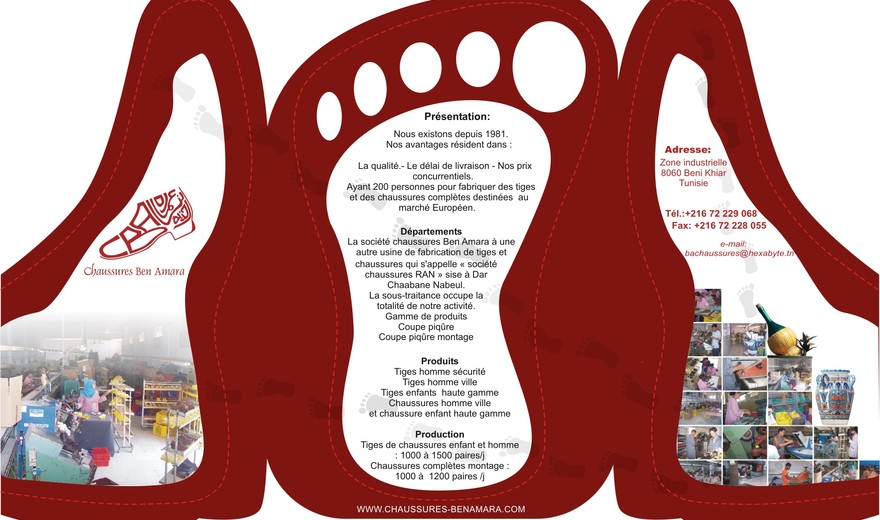 Chaussures Ben Amara
Présentation:
Nous existons depuis 1981.
Nos avantages résident dans :
La qualité.- Le délai de livraison - Nos prix
concurrentiels.
Ayant 200 personnes pour fabriquer des tiges
et des chaussures complètes destinées au
marché Européen.
Départements
La société chaussures Ben Amara à une
autre usine de fabrication de tiges et
chaussures qui s'appelle « société
chaussures RAN » sise à Dar
Chaabane Nabeul.
La sous-traitance occupe la
totalité de notre activité.
Gamme de produits
Coupe piqûre
Coupe piqûre montage
Produits
Tiges homme sécurité
Tiges homme ville
Tiges enfants haute gamme
Chaussures homme ville
et chaussure enfant haute gamme
Production
Tiges de chaussures enfant et homme
: 1000 à 1500 paires/j
Chaussures complètes montage :
1000 à 1200 paires /j
WWW.CHAUSSURES-BENAMARA.COM
Adresse:
Zone industrielle
8060 Beni Khiar
Tunisie
Tél.:+216 72 229 068
Fax: +216 72 228 055
e-mail:
bachaussures@hexabyte.tn